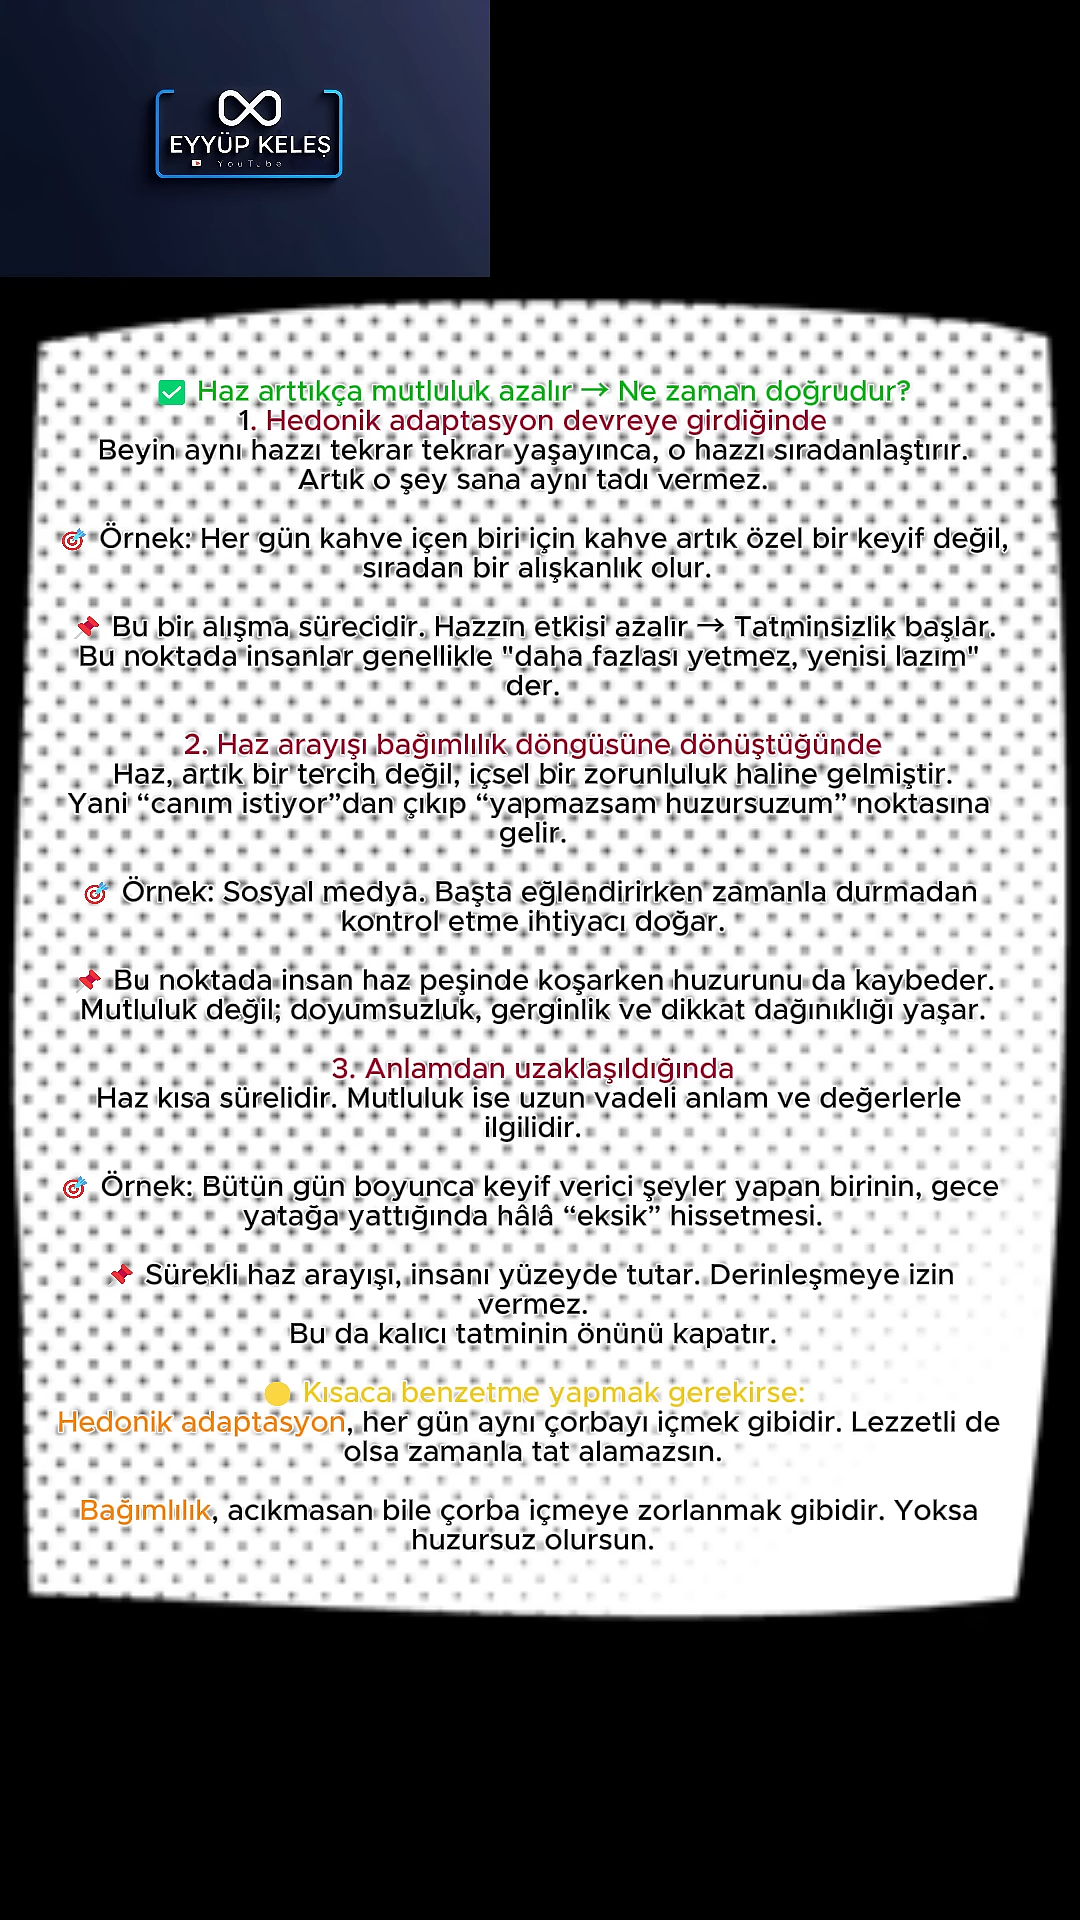 EYYÜP KELEŞ
YouTube
✅ Haz arttıkça mutluluk azalır → Ne zaman doğrudur?
1. Hedonik adaptasyon devreye girdiğinde
Beyin aynı hazzı tekrar tekrar yaşayınca, o hazzı sıradanlaştırır.
Artık o şey sana aynı tadı vermez.
🎯 Örnek: Her gün kahve içen biri için kahve artık özel bir keyif değil,
sıradan bir alışkanlık olur.
📌 Bu bir alışma sürecidir. Hazzın etkisi azalır → Tatminsizlik başlar.
Bu noktada insanlar genellikle "daha fazlası yetmez, yenisi lazım"
der.
2. Haz arayışı bağımlılık döngüsüne dönüştüğünde
Haz, artık bir tercih değil, içsel bir zorunluluk haline gelmiştir.
Yani “canım istiyor”dan çıkıp “yapmazsam huzursuzum” noktasına
gelir.
🎯 Örnek: Sosyal medya. Başta eğlendirirken zamanla durmadan
kontrol etme ihtiyacı doğar.
📌 Bu noktada insan haz peşinde koşarken huzurunu da kaybeder.
Mutluluk değil; doyumsuzluk, gerginlik ve dikkat dağınıklığı yaşar.
3. Anlamdan uzaklaşıldığında
Haz kısa sürelidir. Mutluluk ise uzun vadeli anlam ve değerlerle
ilgilidir.
🎯 Örnek: Bütün gün boyunca keyif verici şeyler yapan birinin, gece
yatağa yattığında hâlâ “eksik” hissetmesi.
📌 Sürekli haz arayışı, insanı yüzeyde tutar. Derinleşmeye izin
vermez.
Bu da kalıcı tatminin önünü kapatır.
🟡 Kısaca benzetme yapmak gerekirse:
Hedonik adaptasyon, her gün aynı çorbayı içmek gibidir. Lezzetli de
olsa zamanla tat alamazsın.
Bağımlılık, acıkmasan bile çorba içmeye zorlanmak gibidir. Yoksa
huzursuz olursun.